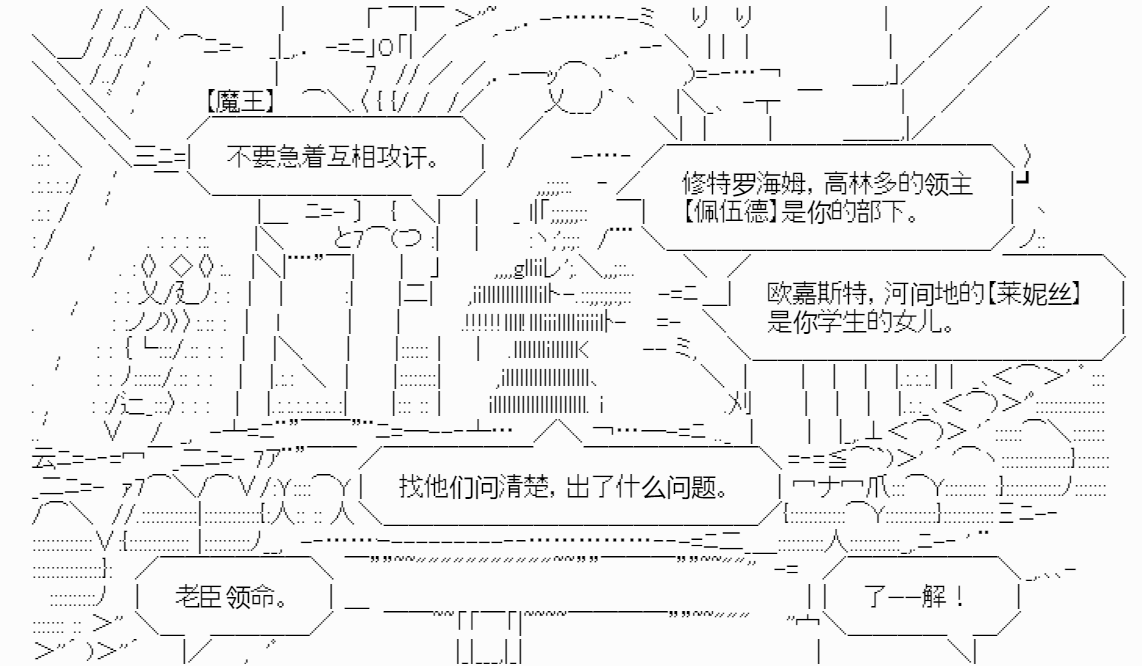 【魔王】
不要急着互相攻讦。
修特罗海姆，高林多的领主
【佩伍德】是你的部下。
欧嘉斯特，河间地的【莱妮丝】
是你学生的女儿。
找他们问清楚，出了什么问题。
老臣领命。
了——解！